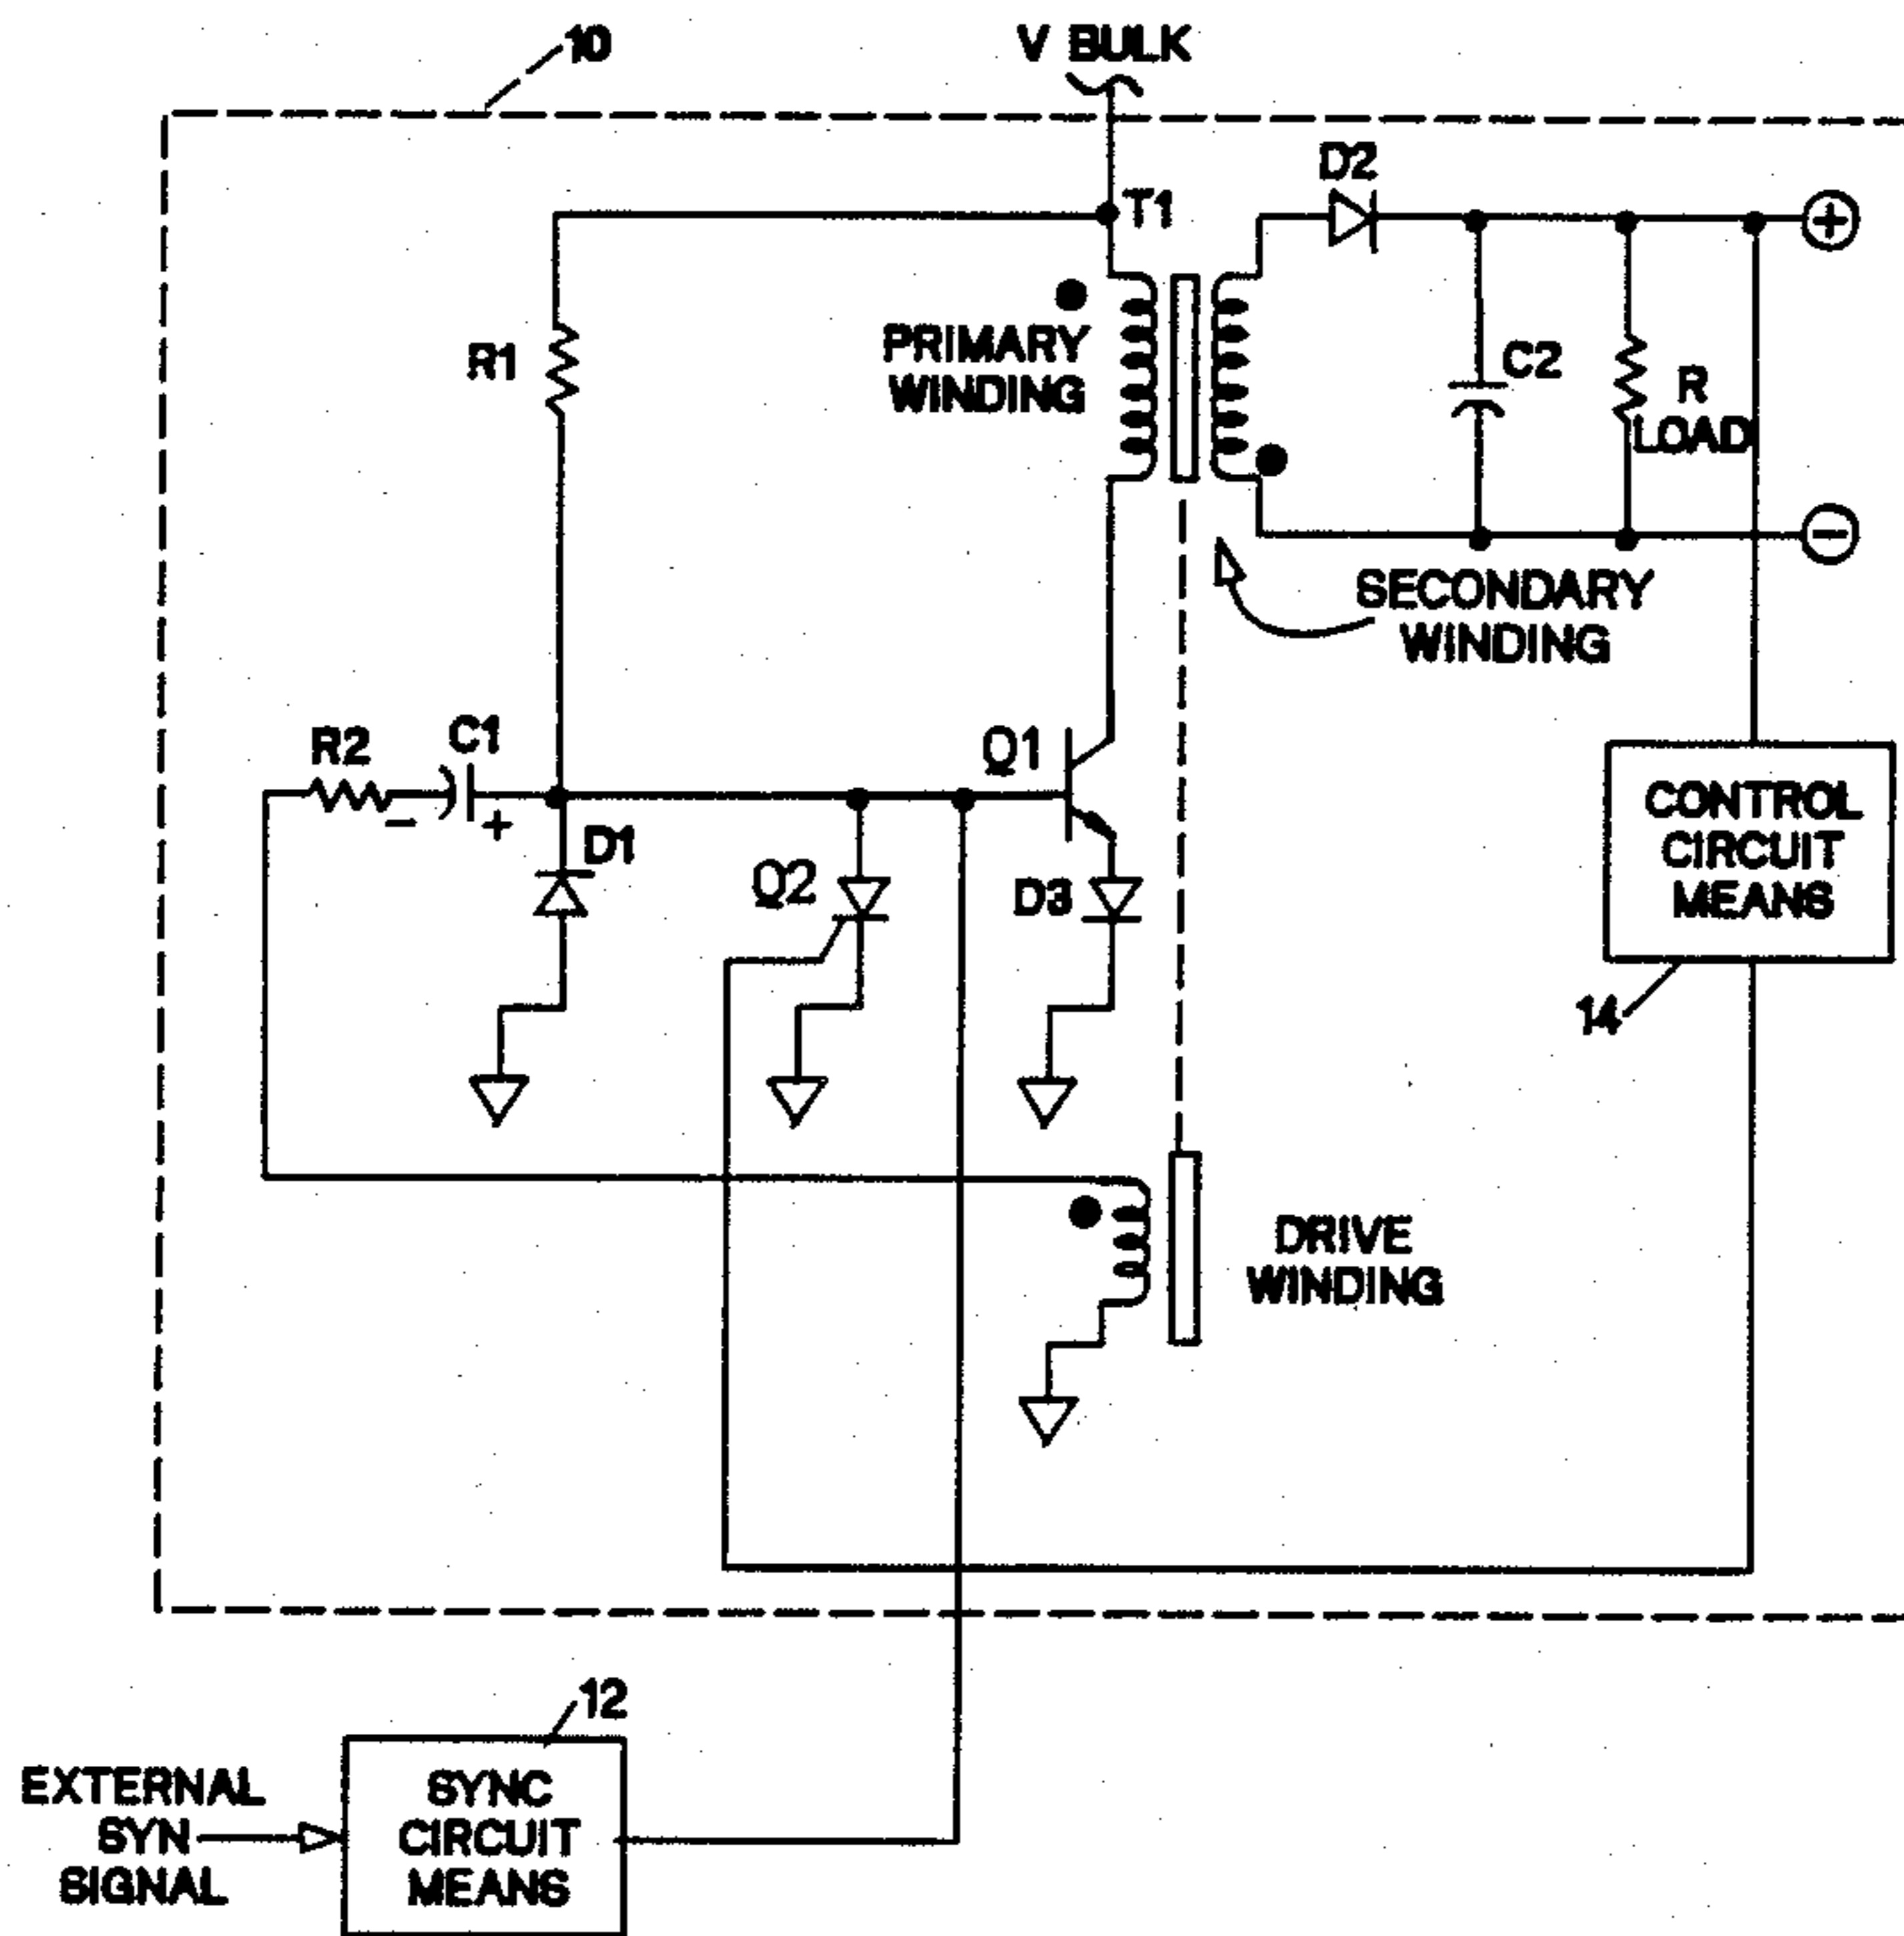 10
V BULK
D2
T1
+
R1
PRIMARY
WINDING
C2
R
LOAD
−
SECONDARY
WINDING
R2
C1
Q1
− +
D1
Q2
D3
CONTROL
CIRCUIT
MEANS
14
DRIVE
WINDING
12
EXTERNAL
SYN
SIGNAL
SYNC
CIRCUIT
MEANS